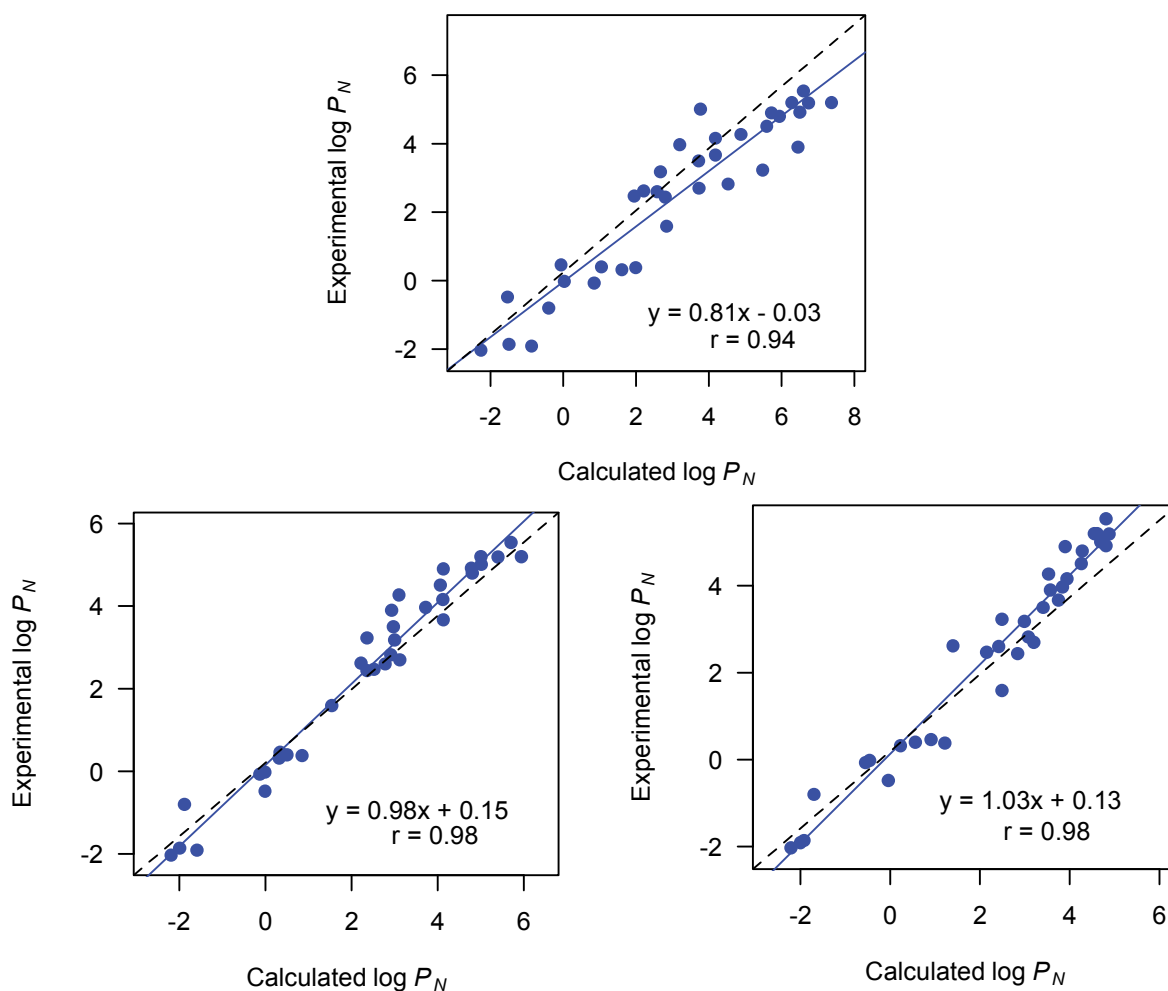 Experimental log P_N
6
4
2
0
-2
y = 0.81x - 0.03
r = 0.94
-2 0 2 4 6 8
Calculated log P_N
Experimental log P_N
6
4
2
0
-2
y = 0.98x + 0.15
r = 0.98
-2 0 2 4 6
Calculated log P_N
Experimental log P_N
4
2
0
-2
y = 1.03x + 0.13
r = 0.98
-2 0 2 4 6
Calculated log P_N